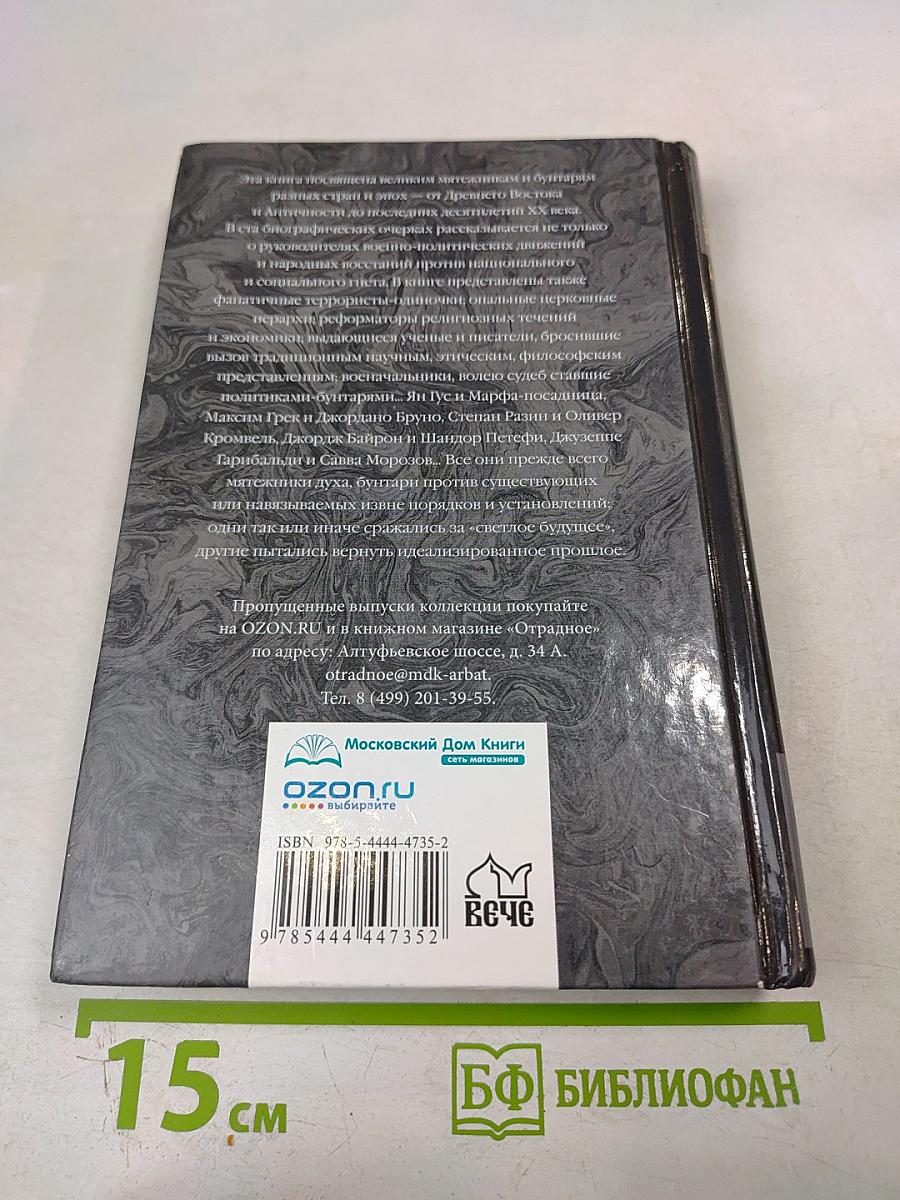 Эта книга посвящена великим мятежникам и бунтарям
разных стран и эпох — от Древнего Востока
и Античности до последних десятилетий XX века.
В ста биографических очерках рассказывается не только
о руководителях военно-политических движений
и народных восстаний против национального
и социального гнета. В книге представлены также
фанатичные террористы-одиночки, опальные церковные
иерархи, реформаторы религиозных течений
и экономики; выдающиеся ученые и писатели, бросившие
вызов традиционным научным, этическим, философским
представлениям; военачальники, волею судеб ставшие
политиками-бунтарями... Ян Гус и Марфа-посадница,
Максим Грек и Джордано Бруно, Степан Разин и Оливер
Кромвель, Джордж Байрон и Шандор Петефи, Джузеппе
Гарибальди и Савва Морозов... Все они прежде всего
мятежники духа, бунтари против существующих
или навязываемых извне порядков и установлений;
одни так или иначе сражались за «светлое будущее»,
другие пытались вернуть идеализированное прошлое.
Пропущенные выпуски коллекции покупайте
на OZON.RU и в книжном магазине «Отрадное»
по адресу: Алтуфьевское шоссе, д. 34 А.
otradnoe@mdk-arbat.
Тел. 8 (499) 201-39-55.
Московский Дом Книги
сеть магазинов
ozon.ru
выбирайте
ISBN 978-5-4444-4735-2
9 785444 447352
ВЕЧЕ
15 см
БФ БИБЛИОФАН